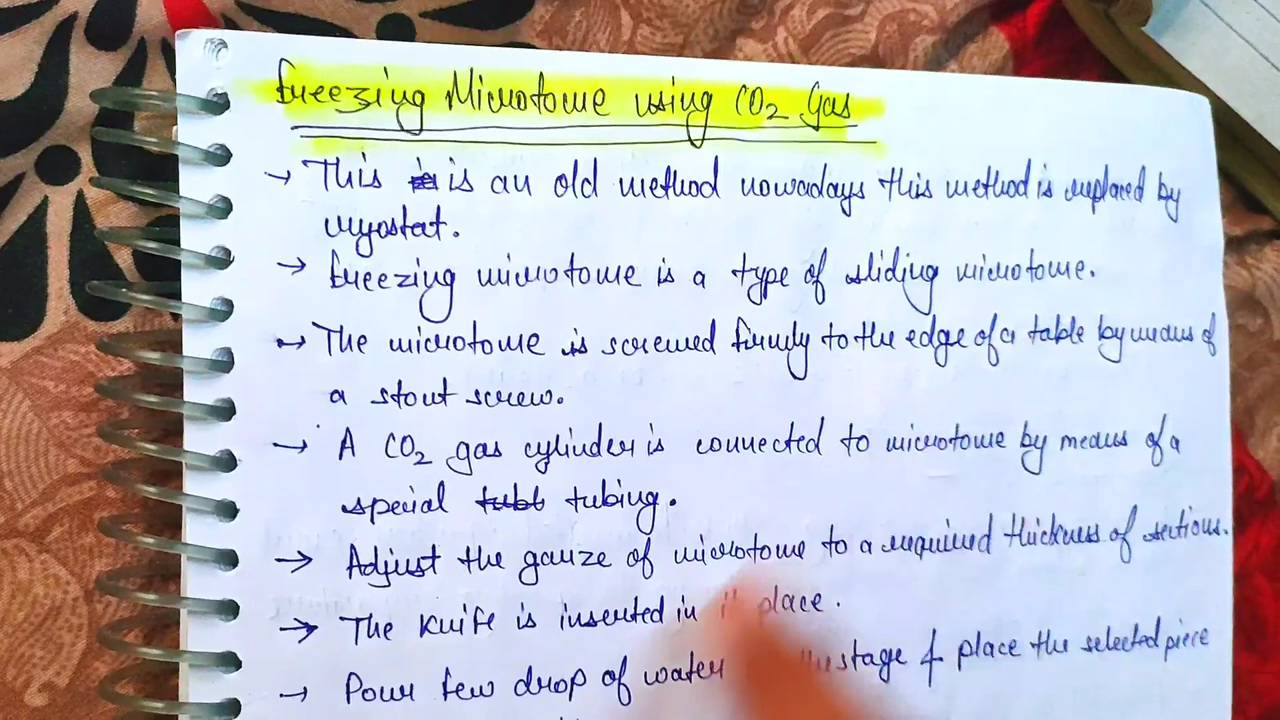 Freezing Microtome using CO2 Gas
→ This is an old method nowadays this method is replaced by
cryostat.
→ freezing microtome is a type of sliding microtome.
→ The microtome is screwed firmly to the edge of a table by means of
a stout screw.
→ A CO2 gas cylinder is connected to microtome by means of a
special tubing.
→ Adjust the gauze of microtome to a required thickness of sections.
→ The knife is inserted in place.
→ Pour few drop of water stage & place the selected piece